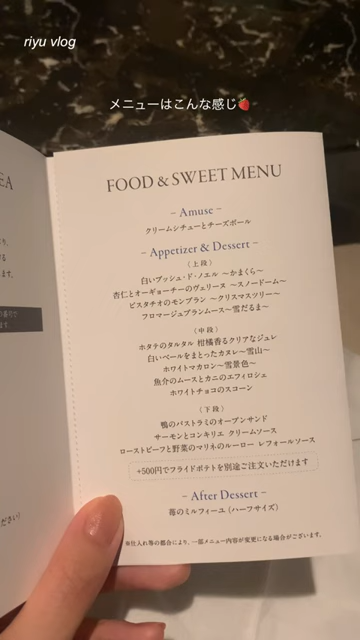 riyu vlog
メニューはこんな感じ🍓
FOOD & SWEET MENU
– Amuse –
クリームシチューとチーズボール
– Appetizer & Dessert –
（上段）
白いブッシュ・ド・ノエル ～かまくら～
杏仁とオーギョーチーのヴェリーヌ ～スノードーム～
ピスタチオのモンブラン ～クリスマスツリー～
フロマージュブランムース～雪だるま～
（中段）
ホタテのタルタル 柑橘香るクリアなジュレ
白いベールをまとったカヌレ～雪山～
ホワイトマカロン～雪景色～
魚介のムースとカニのエフィロシェ
ホワイトチョコのスコーン
（下段）
鴨のパストラミのオープンサンド
サーモンとコンキリエ クリームソース
ローストビーフと野菜のマリネのルーロー レフォールソース
+500円でフライドポテトを別途ご注文いただけます
– After Dessert –
苺のミルフィーユ (ハーフサイズ)
※仕入れ等の都合により、一部メニュー内容が変更になる場合がございます。